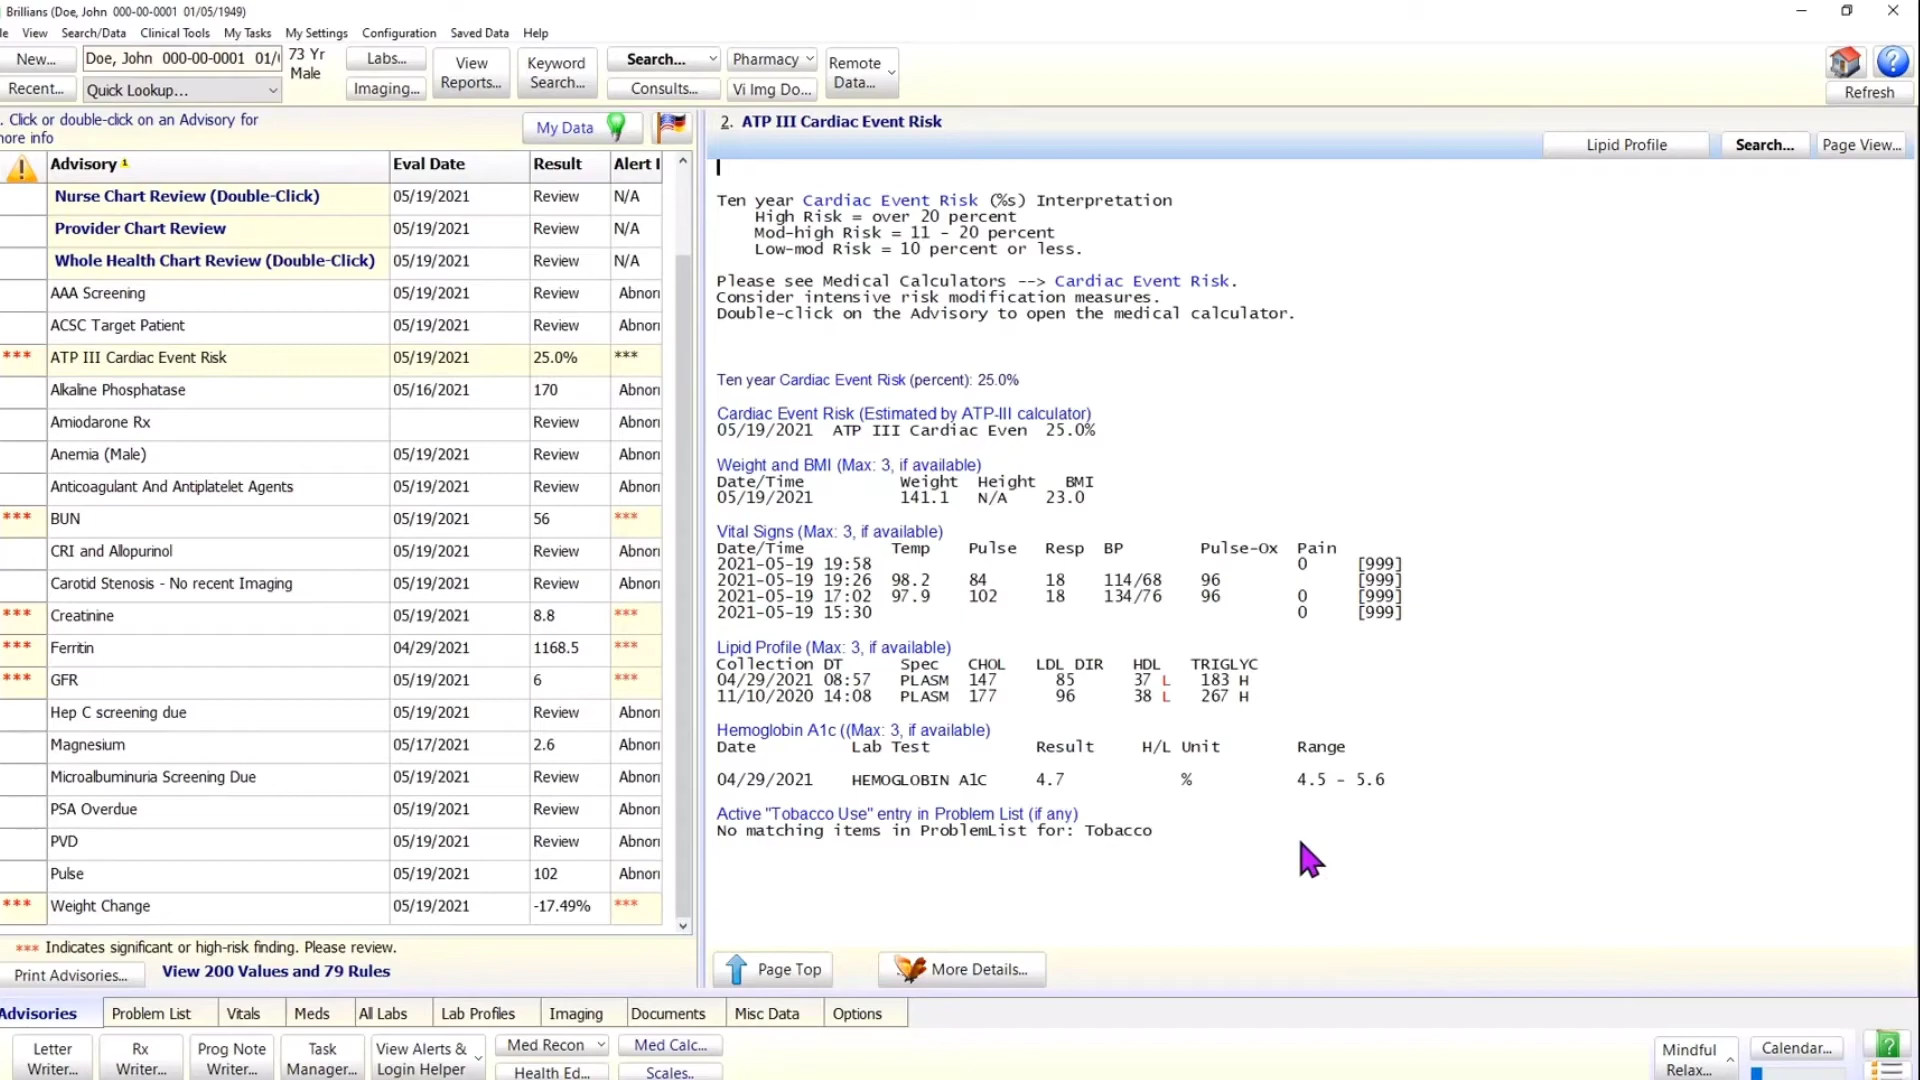 Brillians (Doe, John 000-00-0001 01/05/1949)
View Search/Data Clinical Tools My Tasks My Settings Configuration Saved Data Help
New... Doe, John 000-00-0001 01/ 73 Yr Male Labs... View Reports... Keyword Search... Search... Pharmacy Remote Data...
Recent... Quick Lookup... Imaging... Consults... Vi Img Do... Refresh
. Click or double-click on an Advisory for
more info
My Data
Advisory 1 Eval Date Result Alert I
Nurse Chart Review (Double-Click) 05/19/2021 Review N/A
Provider Chart Review 05/19/2021 Review N/A
Whole Health Chart Review (Double-Click) 05/19/2021 Review N/A
AAA Screening 05/19/2021 Review Abnor
ACSC Target Patient 05/19/2021 Review Abnor
*** ATP III Cardiac Event Risk 05/19/2021 25.0% ***
Alkaline Phosphatase 05/16/2021 170 Abnor
Amiodarone Rx Review Abnor
Anemia (Male) 05/19/2021 Review Abnor
Anticoagulant And Antiplatelet Agents 05/19/2021 Review Abnor
*** BUN 05/19/2021 56 ***
CRI and Allopurinol 05/19/2021 Review Abnor
Carotid Stenosis - No recent Imaging 05/19/2021 Review Abnor
*** Creatinine 05/19/2021 8.8 ***
*** Ferritin 04/29/2021 1168.5 ***
*** GFR 05/19/2021 6 ***
Hep C screening due 05/19/2021 Review Abnor
Magnesium 05/17/2021 2.6 Abnor
Microalbuminuria Screening Due 05/19/2021 Review Abnor
PSA Overdue 05/19/2021 Review Abnor
PVD 05/19/2021 Review Abnor
Pulse 05/19/2021 102 Abnor
*** Weight Change 05/19/2021 -17.49% ***
*** Indicates significant or high-risk finding. Please review.
Print Advisories... View 200 Values and 79 Rules
2. ATP III Cardiac Event Risk
Lipid Profile Search... Page View...
Ten year Cardiac Event Risk (%s) Interpretation
High Risk = over 20 percent
Mod-high Risk = 11 - 20 percent
Low-mod Risk = 10 percent or less.
Please see Medical Calculators --> Cardiac Event Risk.
Consider intensive risk modification measures.
Double-click on the Advisory to open the medical calculator.
Ten year Cardiac Event Risk (percent): 25.0%
Cardiac Event Risk (Estimated by ATP-III calculator)
05/19/2021 ATP III Cardiac Even 25.0%
Weight and BMI (Max: 3, if available)
Date/Time Weight Height BMI
05/19/2021 141.1 N/A 23.0
Vital Signs (Max: 3, if available)
Date/Time Temp Pulse Resp BP Pulse-Ox Pain
2021-05-19 19:58 0 [999]
2021-05-19 19:26 98.2 84 18 114/68 96 [999]
2021-05-19 17:02 97.9 102 18 134/76 96 0 [999]
2021-05-19 15:30 0 [999]
Lipid Profile (Max: 3, if available)
Collection DT Spec CHOL LDL DIR HDL TRIGLYC
04/29/2021 08:57 PLASM 147 85 37 L 183 H
11/10/2020 14:08 PLASM 177 96 38 L 267 H
Hemoglobin A1c ((Max: 3, if available)
Date Lab Test Result H/L Unit Range
04/29/2021 HEMOGLOBIN A1C 4.7 % 4.5 - 5.6
Active "Tobacco Use" entry in Problem List (if any)
No matching items in ProblemList for: Tobacco
Page Top More Details...
Advisories Problem List Vitals Meds All Labs Lab Profiles Imaging Documents Misc Data Options
Letter Writer... Rx Writer... Prog Note Writer... Task Manager... View Alerts & Login Helper Med Recon Med Calc... Mindful Relax... Calendar...
Health Ed... Scales..